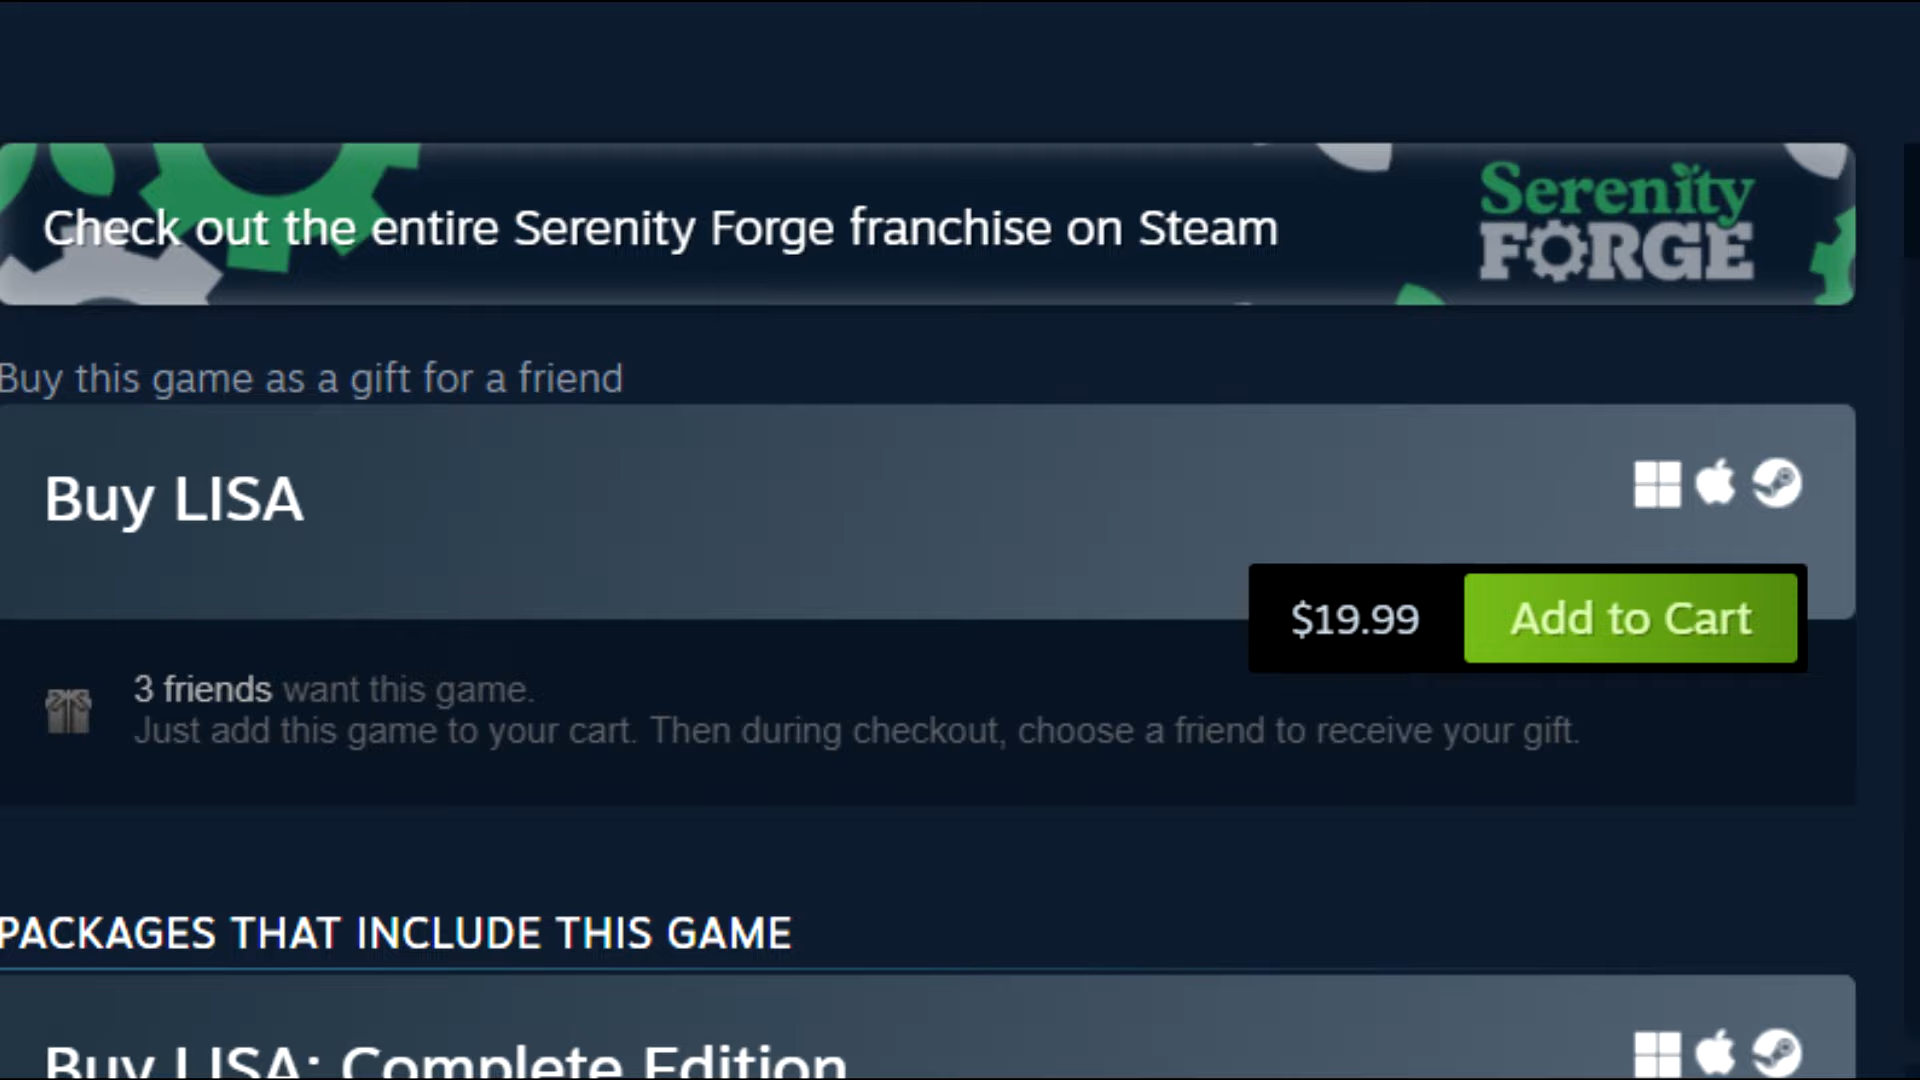 Check out the entire Serenity Forge franchise on Steam
Serenity
FORGE
Buy this game as a gift for a friend
Buy LISA
$19.99
Add to Cart
3 friends want this game.
Just add this game to your cart. Then during checkout, choose a friend to receive your gift.
PACKAGES THAT INCLUDE THIS GAME
Buy LISA: Complete Edition